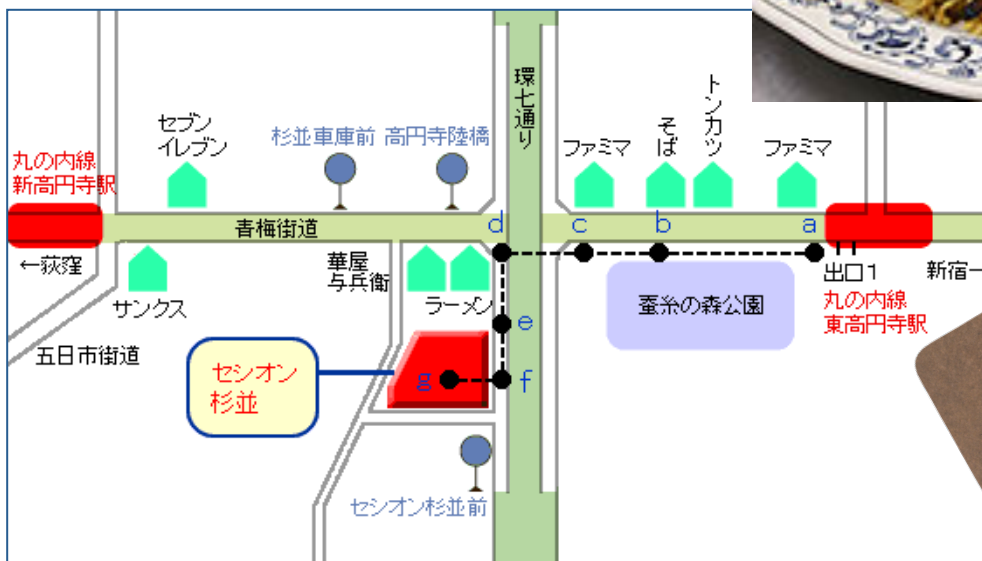 環七通り
トンカツ
セブン
イレブン
杉並車庫前
高円寺陸橋
ファミマ
そば
ファミマ
丸の内線
新高円寺駅
青梅街道
d
c
b
a
←荻窪
サンクス
華屋
与兵衛
ラーメン
蚕糸の森公園
出口1
新宿→
丸の内線
東高円寺駅
五日市街道
e
セシオン
杉並
g
f
セシオン杉並前